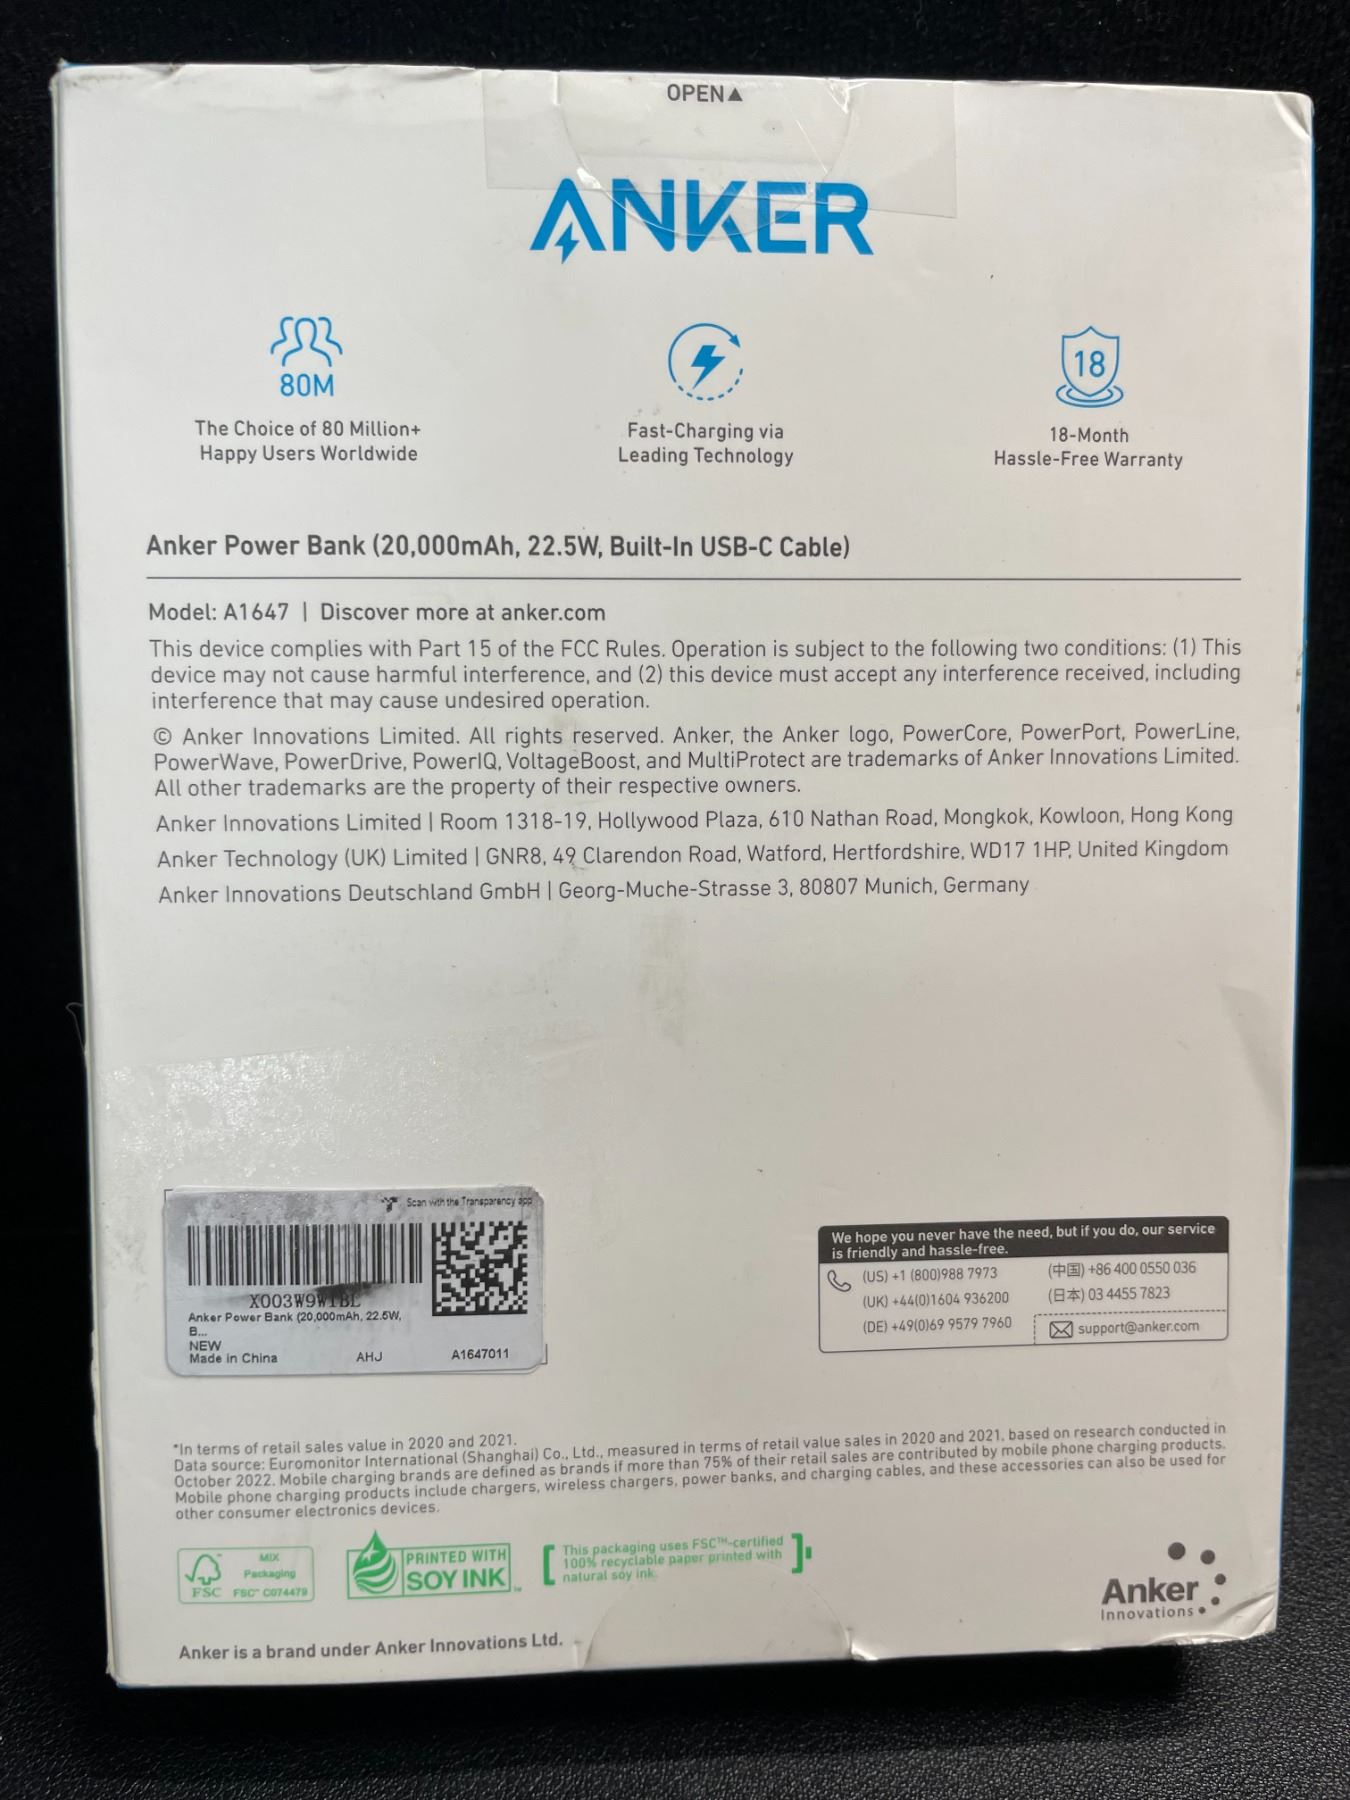 OPEN▲
ANKER
80M
The Choice of 80 Million+
Happy Users Worldwide
Fast-Charging via
Leading Technology
18
18-Month
Hassle-Free Warranty
Anker Power Bank (20,000mAh, 22.5W, Built-In USB-C Cable)
Model: A1647 | Discover more at anker.com
This device complies with Part 15 of the FCC Rules. Operation is subject to the following two conditions: (1) This
device may not cause harmful interference, and (2) this device must accept any interference received, including
interference that may cause undesired operation.
© Anker Innovations Limited. All rights reserved. Anker, the Anker logo, PowerCore, PowerPort, PowerLine,
PowerWave, PowerDrive, PowerIQ, VoltageBoost, and MultiProtect are trademarks of Anker Innovations Limited.
All other trademarks are the property of their respective owners.
Anker Innovations Limited | Room 1318-19, Hollywood Plaza, 610 Nathan Road, Mongkok, Kowloon, Hong Kong
Anker Technology (UK) Limited | GNR8, 49 Clarendon Road, Watford, Hertfordshire, WD17 1HP, United Kingdom
Anker Innovations Deutschland GmbH | Georg-Muche-Strasse 3, 80807 Munich, Germany
Scan with the Transparency app
X003W9W1BL
Anker Power Bank (20,000mAh, 22.5W,
B...
NEW
Made in China AHJ A1647011
We hope you never have the need, but if you do, our service
is friendly and hassle-free.
(US) +1 (800)988 7973
(UK) +44(0)1604 936200
(DE) +49(0)69 9579 7960
(中国) +86 400 0550 036
(日本) 03 4455 7823
support@anker.com
*In terms of retail sales value in 2020 and 2021.
Data source: Euromonitor International (Shanghai) Co., Ltd., measured in terms of retail value sales in 2020 and 2021, based on research conducted in
October 2022. Mobile charging brands are defined as brands if more than 75% of their retail sales are contributed by mobile phone charging products.
Mobile phone charging products include chargers, wireless chargers, power banks, and charging cables, and these accessories can also be used for
other consumer electronics devices.
FSC
MIX
Packaging
FSC™ C074479
PRINTED WITH
SOY INK™
This packaging uses FSC™-certified
100% recyclable paper printed with
natural soy ink.
Anker
Innovations
Anker is a brand under Anker Innovations Ltd.